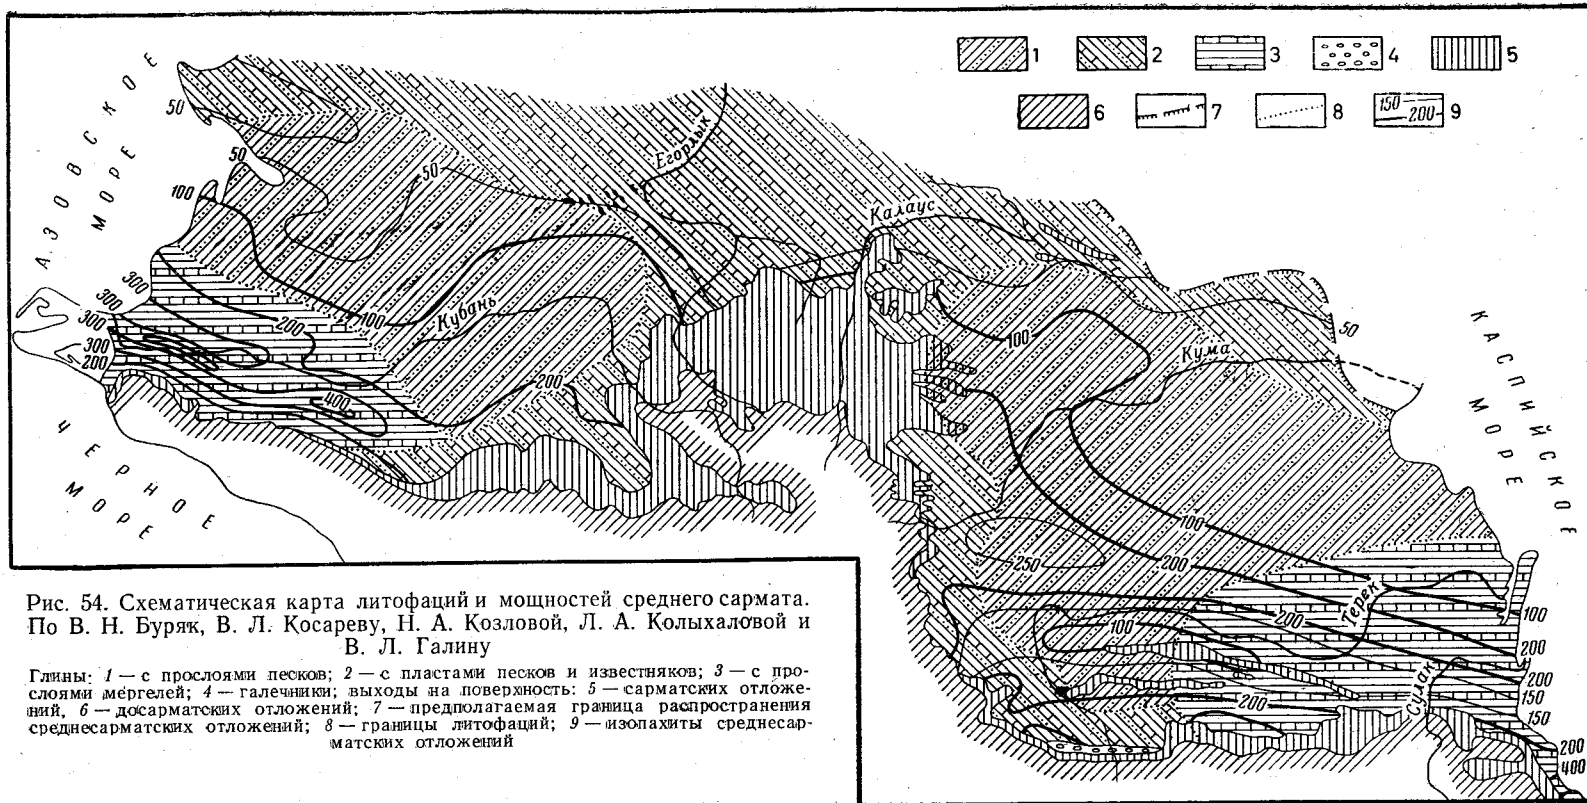 АЗОВСКОЕ
МОРЕ
ЧЕРНОЕ
МОРЕ
КАСПИЙСКОЕ
МОРЕ
1
2
3
4
5
6
7
150
200
8
9
Егорлык
Калаус
Кубань
Кума
Терек
Сулак
50
50
50
100
300
300
300
300
200
200
100
400
200
100
50
100
200
250
100
200
200
100
200
200
150
150
200
400
Рис. 54. Схематическая карта литофаций и мощностей среднего сармата.
По В. Н. Буряк, В. Л. Косареву, Н. А. Козловой, Л. А. Колыхаловой и
В. Л. Галину
Глины: 1 — с прослоями песков; 2 — с пластами песков и известняков; 3 — с про-
слоями мергелей; 4 — галечники; выходы на поверхность: 5 — сарматских отложе-
ний, 6 — досарматских отложений; 7 — предполагаемая граница распространения
среднесарматских отложений; 8 — границы литофаций; 9 — изопахиты среднесар-
матских отложений